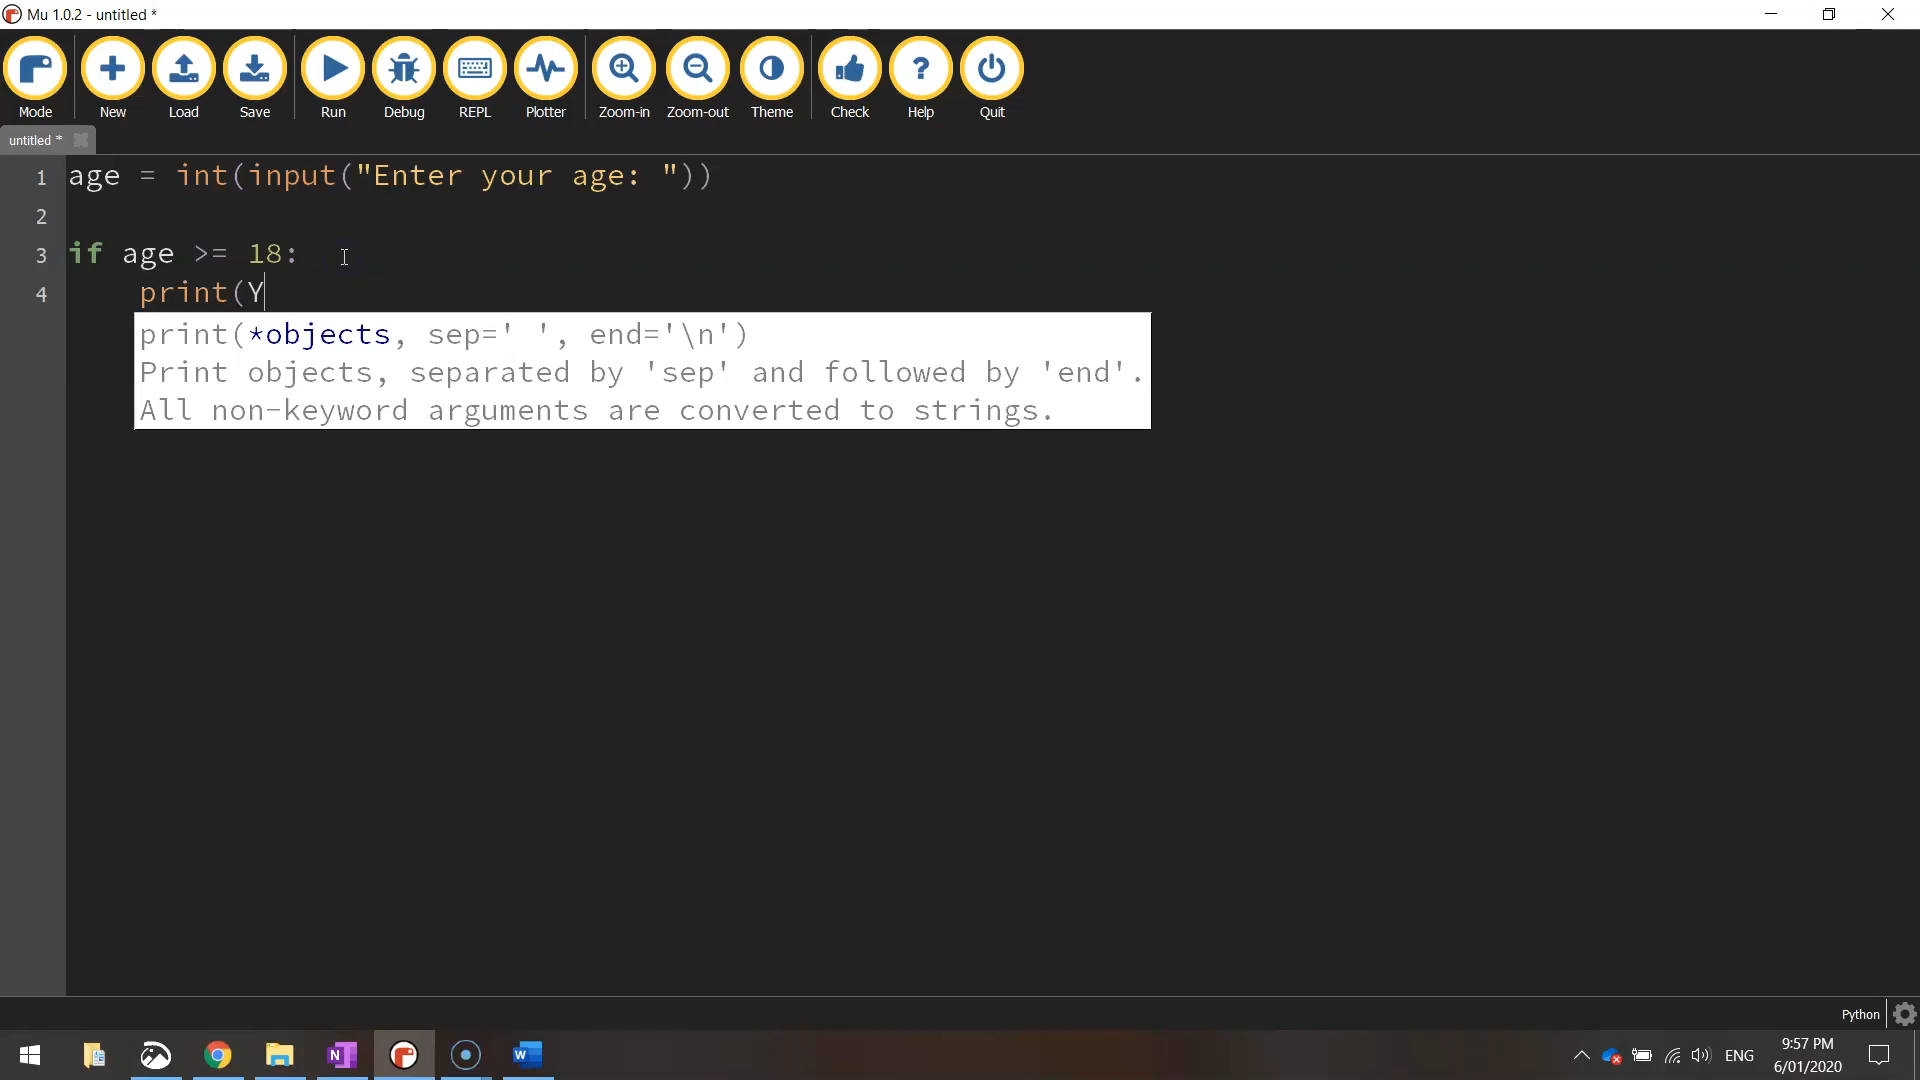 Mu 1.0.2 - untitled *
Mode New Load Save Run Debug REPL Plotter Zoom-in Zoom-out Theme Check Help Quit
untitled *
1 age = int(input("Enter your age: "))
2
3 if age >= 18:
4 print(Y
print(*objects, sep=' ', end='\n')
Print objects, separated by 'sep' and followed by 'end'.
All non-keyword arguments are converted to strings.
Python
ENG
9:57 PM
6/01/2020